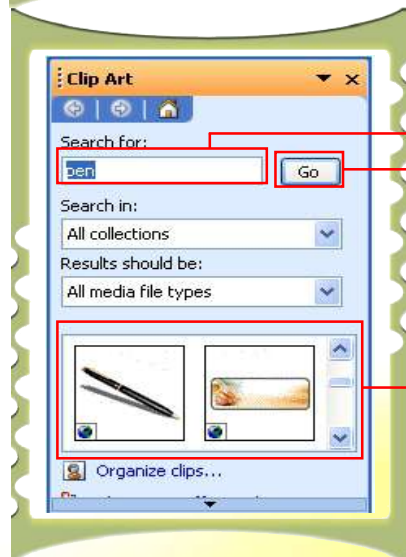 Clip Art
Search for:
pen
Go
Search in:
All collections
Results should be:
All media file types
Organize clips...